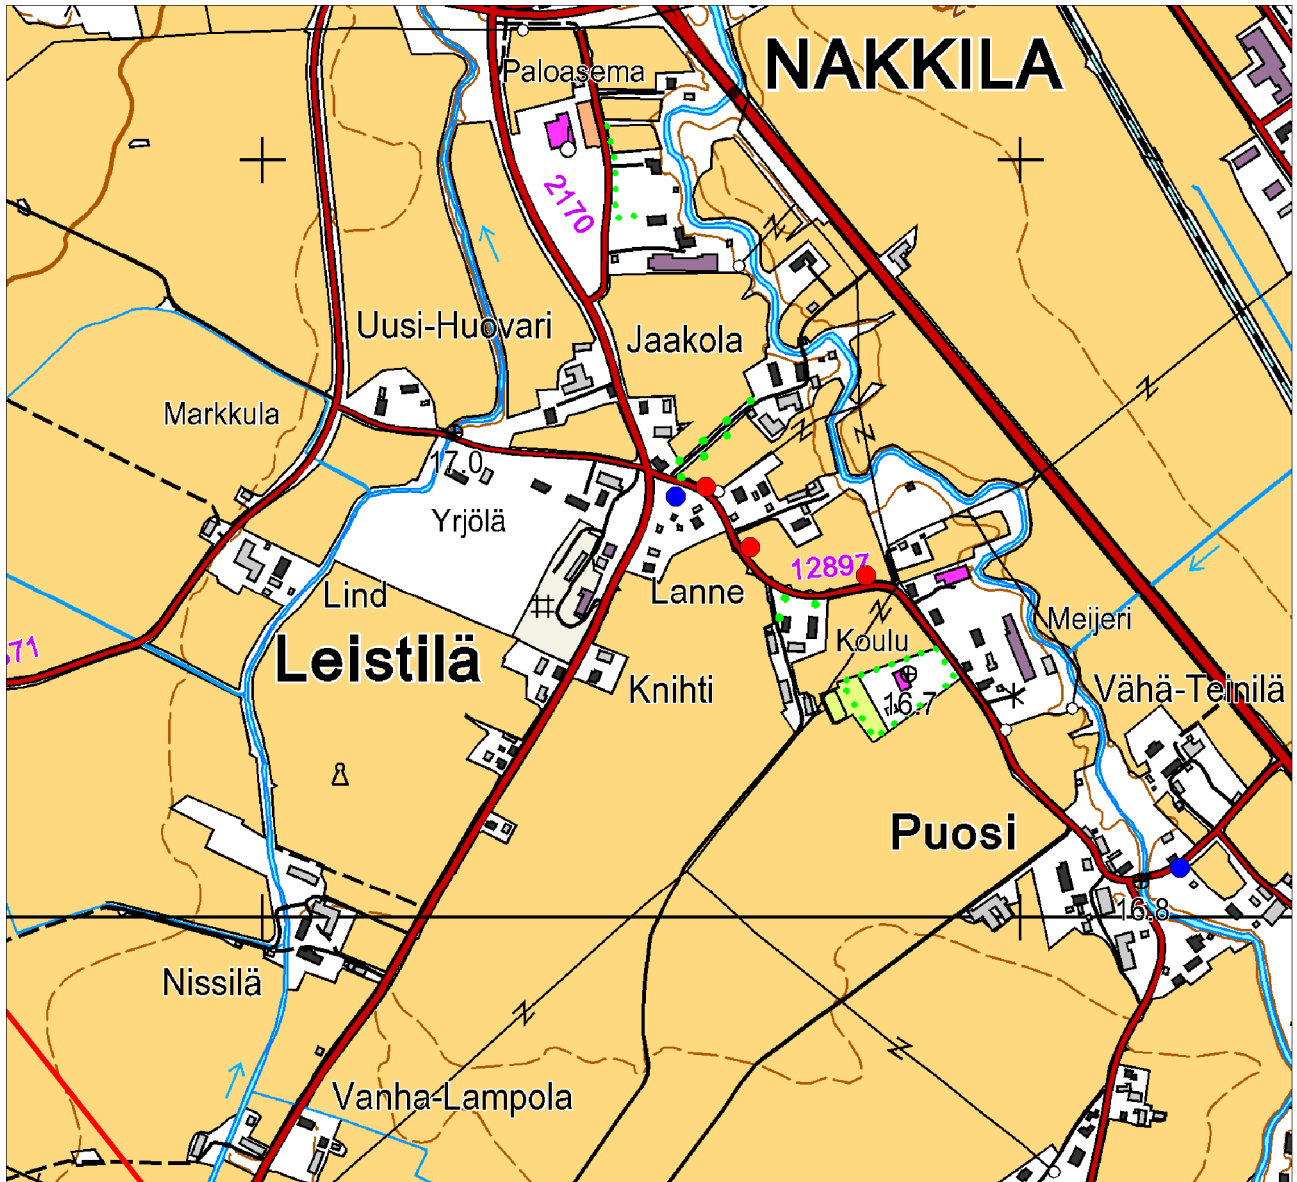 NAKKILA
Paloasema
2170
Uusi-Huovari
Jaakola
Markkula
17.0
Yrjölä
12897
Lind
Lanne
Meijeri
Koulu
Leistilä
Knihti
Vähä-Teinilä
16.7
Puosi
16.8
Nissilä
Vanha-Lampola